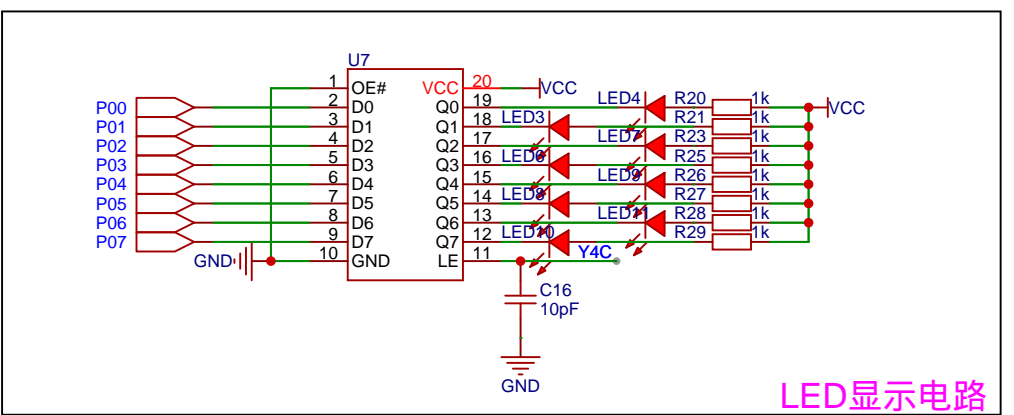 U7
1 OE# VCC 20 VCC
P00 2 D0 Q0 19 LED4 R20 1k VCC
P01 3 D1 Q1 18 LED3 R21 1k
P02 4 D2 Q2 17 LED7 R23 1k
P03 5 D3 Q3 16 LED6 R25 1k
P04 6 D4 Q4 15 LED9 R26 1k
P05 7 D5 Q5 14 LED8 R27 1k
P06 8 D6 Q6 13 LED11 R28 1k
P07 9 D7 Q7 12 LED10 R29 1k
GND 10 GND LE 11 Y4C
C16
10pF
GND
LED显示电路